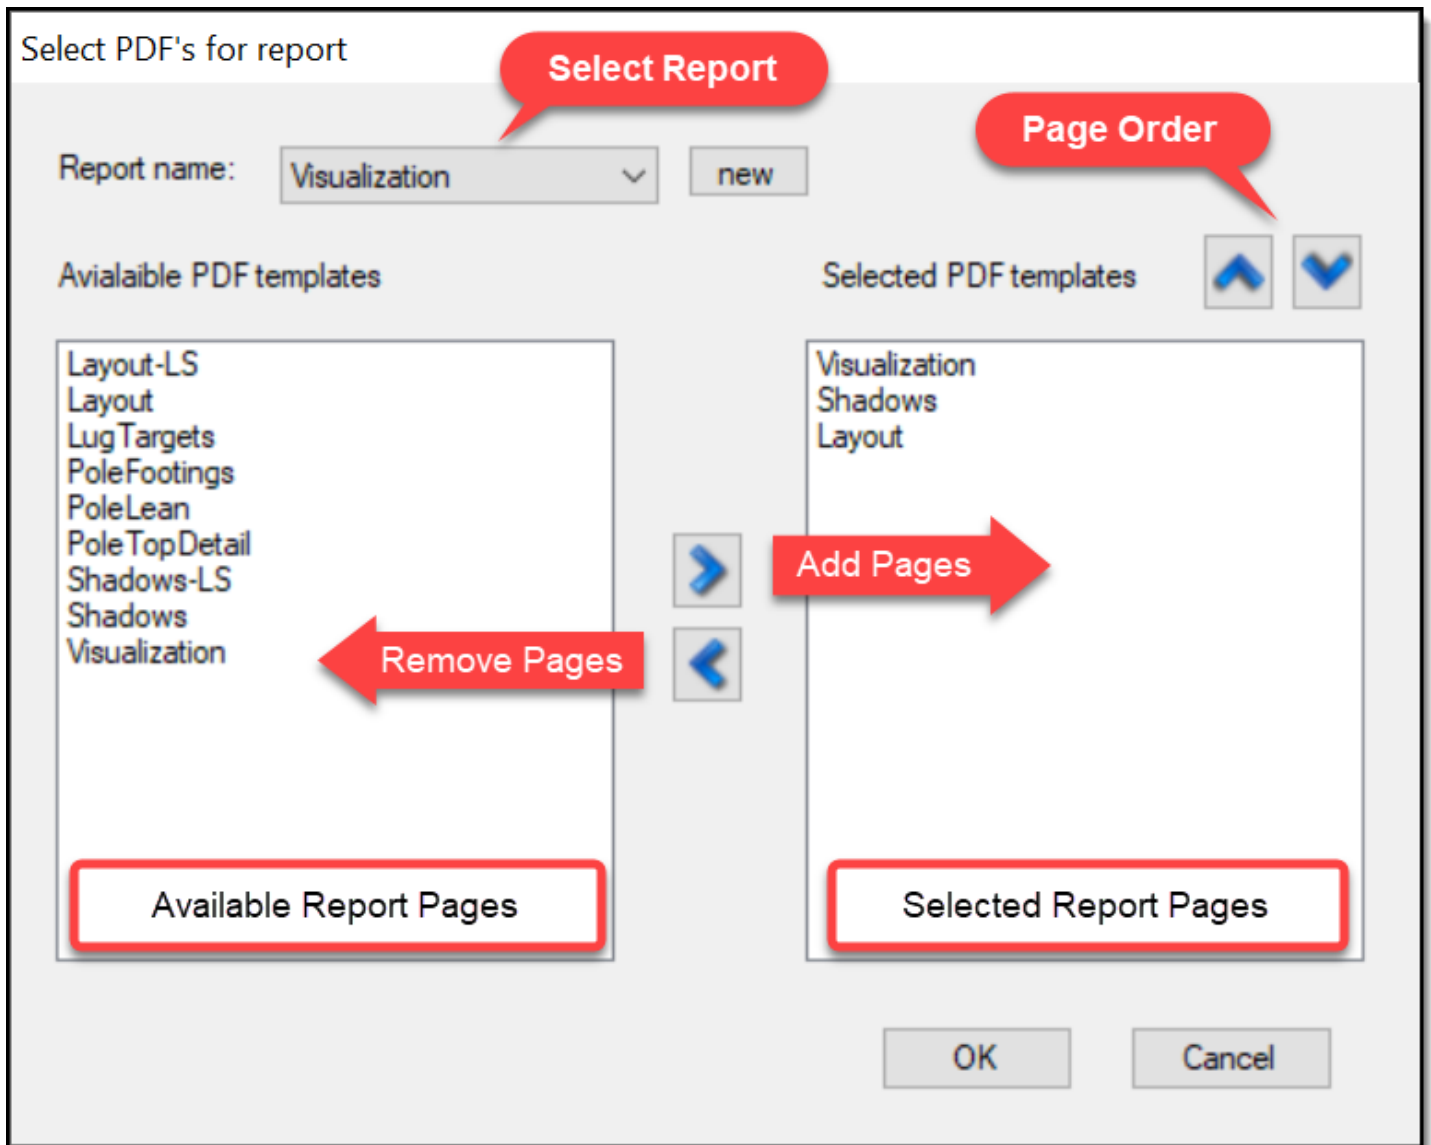 Select PDF's for report
Select Report
Page Order
Report name:
Visualization
new
Avialaible PDF templates
Selected PDF templates
Layout-LS
Layout
LugTargets
PoleFootings
PoleLean
PoleTopDetail
Shadows-LS
Shadows
Visualization
Remove Pages
Available Report Pages
Visualization
Shadows
Layout
Add Pages
Selected Report Pages
OK
Cancel